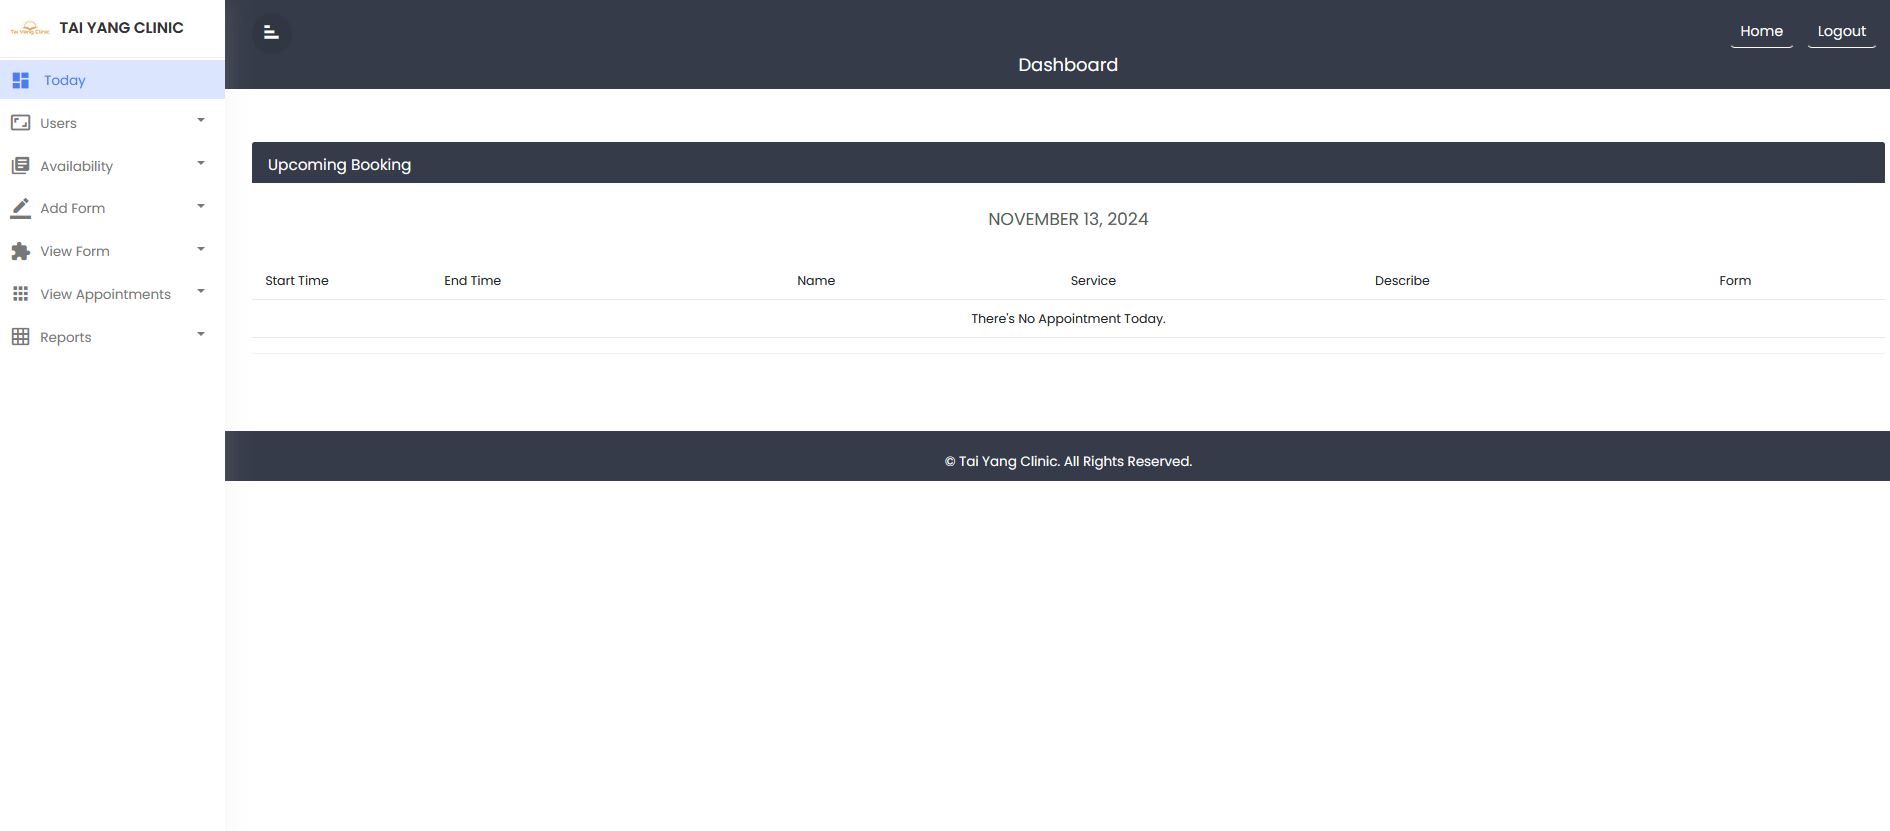 Tai Yang Clinic
TAI YANG CLINIC
Home
Logout
Dashboard
Today
Users
Availability
Add Form
View Form
View Appointments
Reports
Upcoming Booking
NOVEMBER 13, 2024
Start Time End Time Name Service Describe Form
There's No Appointment Today.
© Tai Yang Clinic. All Rights Reserved.